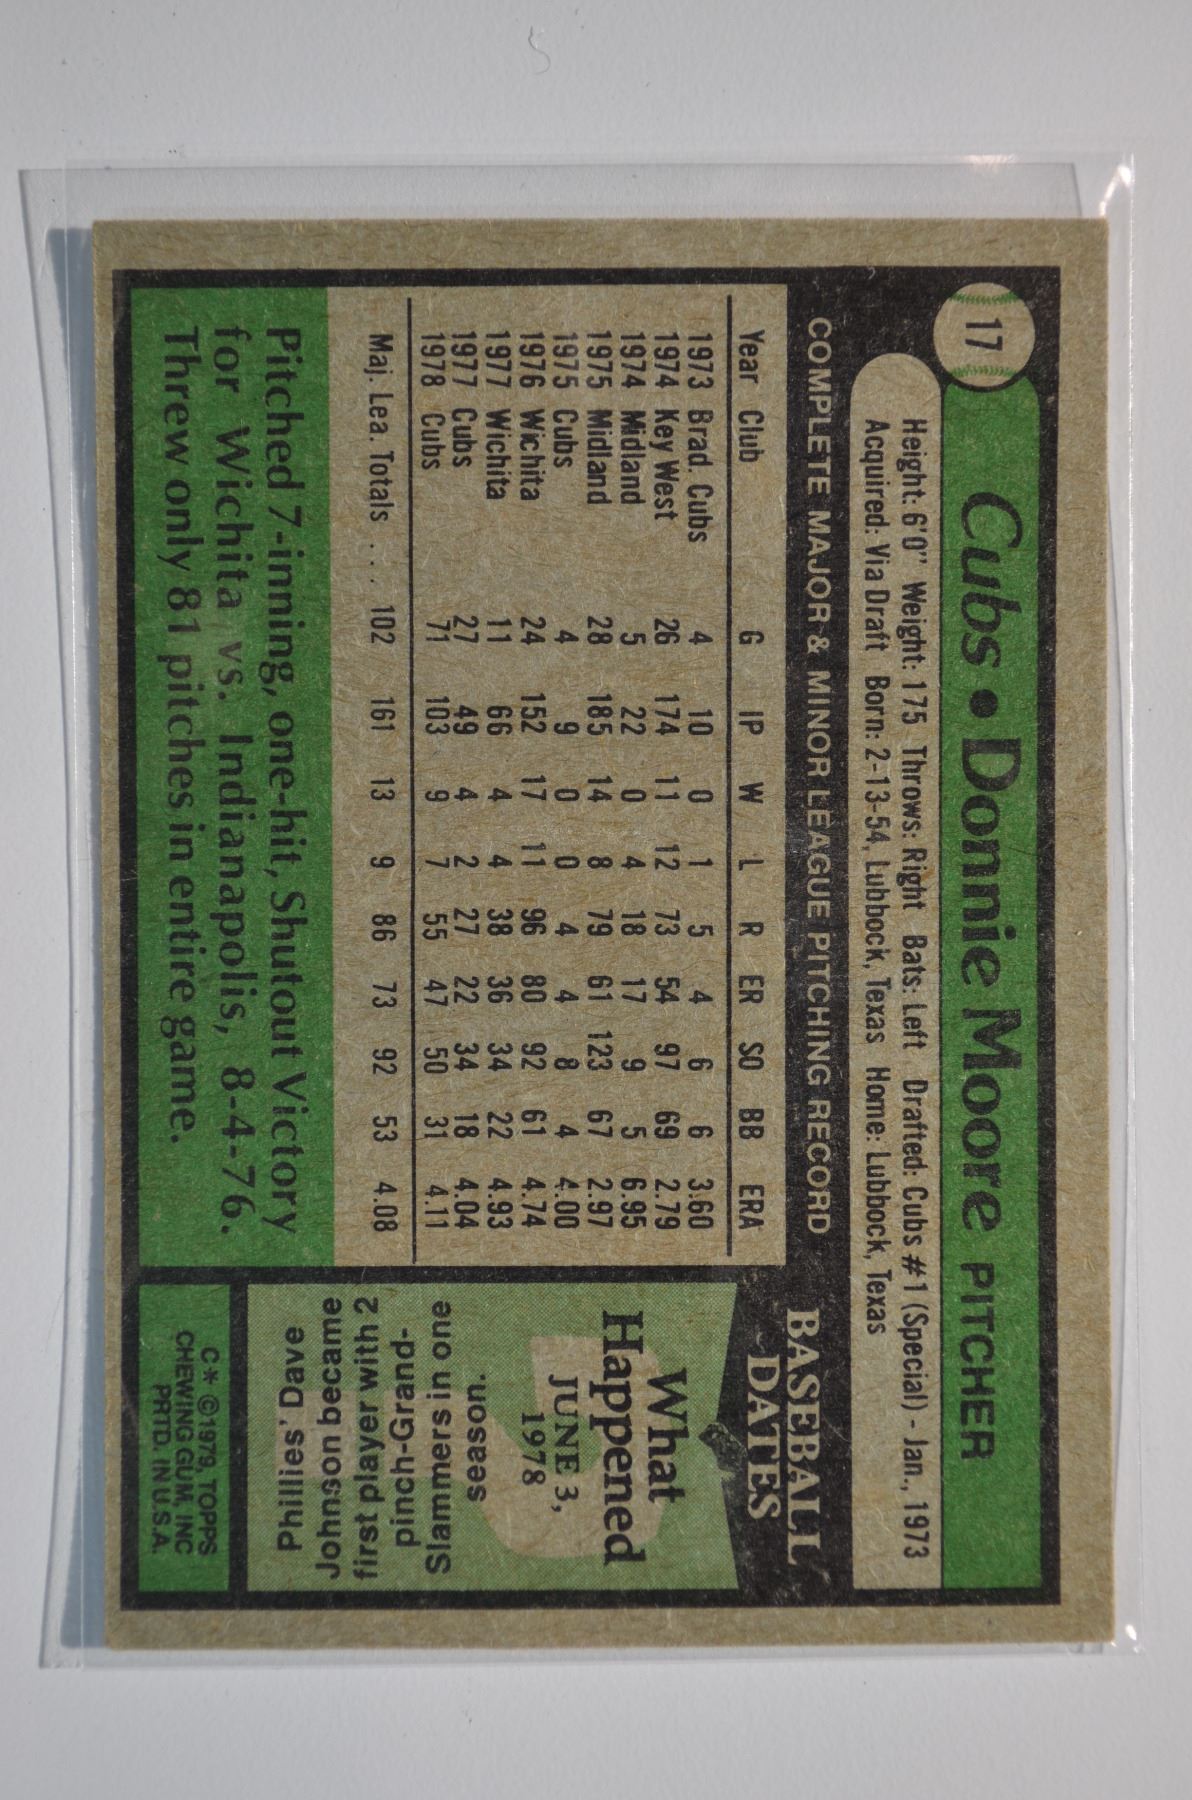 17
Cubs • Donnie Moore PITCHER
Height: 6'0" Weight: 175 Throws: Right Bats: Left Drafted: Cubs #1 (Special) - Jan., 1973
Acquired: Via Draft Born: 2-13-54, Lubbock, Texas Home: Lubbock, Texas
COMPLETE MAJOR & MINOR LEAGUE PITCHING RECORD
Year Club G IP W L R ER SO BB ERA
1973 Brad. Cubs 4 10 0 1 5 4 6 6 3.60
1974 Key West 26 174 11 12 73 54 97 69 2.79
1974 Midland 5 22 0 4 18 17 9 5 6.95
1975 Midland 28 185 14 8 79 61 123 67 2.97
1975 Cubs 4 9 0 0 4 4 8 4 4.00
1976 Wichita 24 152 17 11 96 80 92 61 4.74
1977 Wichita 11 66 4 4 38 36 34 22 4.93
1977 Cubs 27 49 4 2 27 22 34 18 4.04
1978 Cubs 71 103 9 7 55 47 50 31 4.11
Maj. Lea. Totals . . . 102 161 13 9 86 73 92 53 4.08
Pitched 7-inning, one-hit, Shutout Victory
for Wichita vs. Indianapolis, 8-4-76.
Threw only 81 pitches in entire game.
BASEBALL
DATES
What
Happened
JUNE 3,
1978
Phillies' Dave
Johnson became
first player with 2
pinch-Grand-
Slammers in one
season.
C* ©1979, TOPPS
CHEWING GUM, INC
PRTD. IN U.S.A.